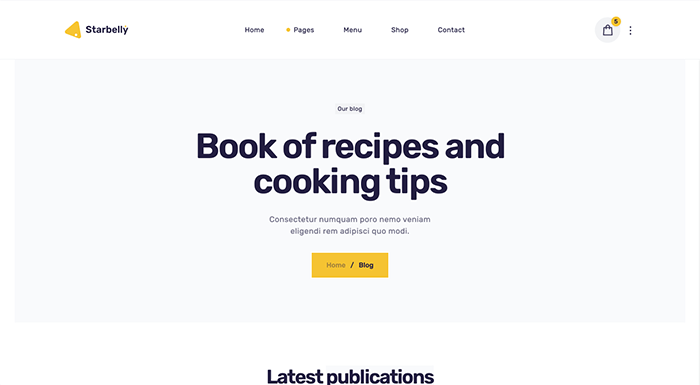 Starbelly
Home
Pages
Menu
Shop
Contact
5
Our blog
Book of recipes and
cooking tips
Consectetur numquam poro nemo veniam
eligendi rem adipisci quo modi.
Home / Blog
Latest publications